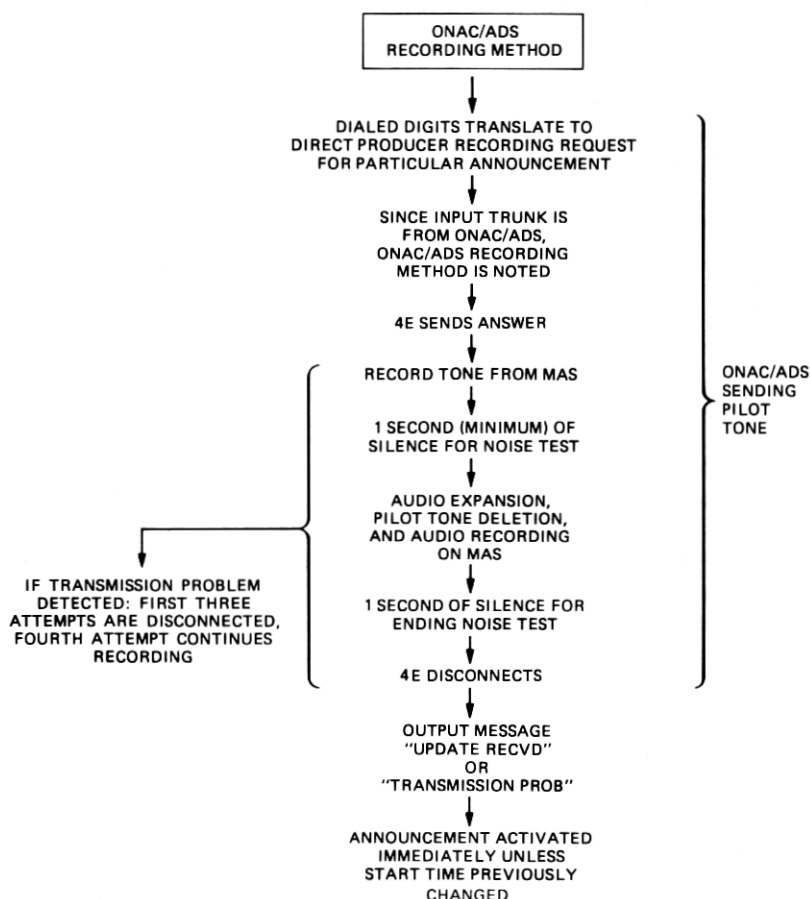 ONAC/ADS
RECORDING METHOD
DIALED DIGITS TRANSLATE TO
DIRECT PRODUCER RECORDING REQUEST
FOR PARTICULAR ANNOUNCEMENT
SINCE INPUT TRUNK IS
FROM ONAC/ADS,
ONAC/ADS RECORDING
METHOD IS NOTED
4E SENDS ANSWER
RECORD TONE FROM MAS
1 SECOND (MINIMUM) OF
SILENCE FOR NOISE TEST
AUDIO EXPANSION,
PILOT TONE DELETION,
AND AUDIO RECORDING
ON MAS
1 SECOND OF SILENCE FOR
ENDING NOISE TEST
4E DISCONNECTS
ONAC/ADS
SENDING
PILOT
TONE
IF TRANSMISSION PROBLEM
DETECTED: FIRST THREE
ATTEMPTS ARE DISCONNECTED,
FOURTH ATTEMPT CONTINUES
RECORDING
OUTPUT MESSAGE
"UPDATE RECVD"
OR
"TRANSMISSION PROB"
ANNOUNCEMENT ACTIVATED
IMMEDIATELY UNLESS
START TIME PREVIOUSLY
CHANGED